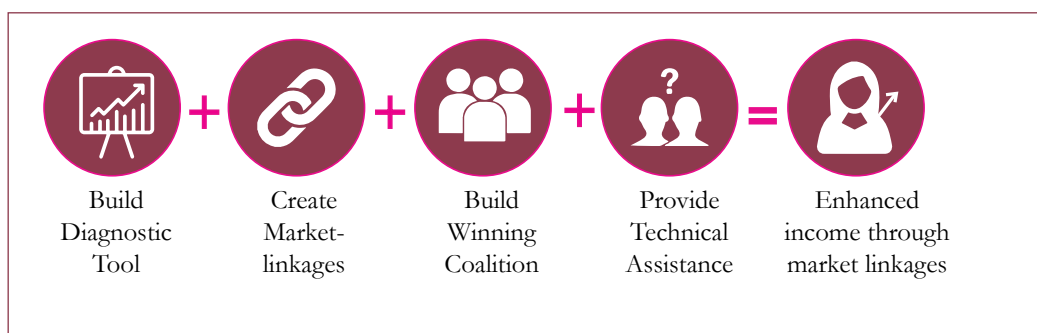 ?
+ + + =
Build
Diagnostic
Tool
Create
Market-
linkages
Build
Winning
Coalition
Provide
Technical
Assistance
Enhanced
income through
market linkages